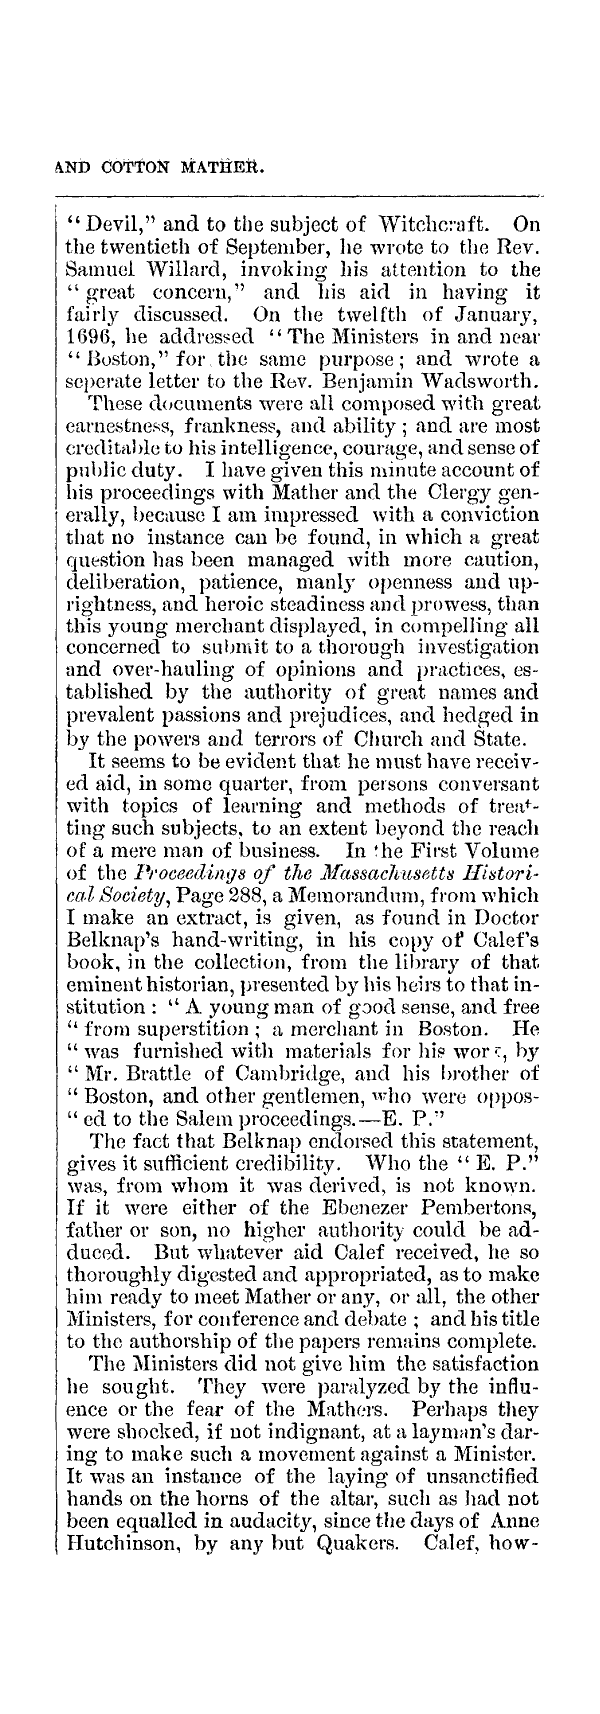 AND COTTON MATHER.
“ Devil,” and to the subject of Witchcraft. On
the twentieth of September, he wrote to the Rev.
Samuel Willard, invoking his attention to the
“ great concern,” and his aid in having it
fairly discussed. On the twelfth of January,
1696, he addressed “ The Ministers in and near
“ Boston,” for the same purpose ; and wrote a
seperate letter to the Rev. Benjamin Wadsworth.
These documents were all composed with great
earnestness, frankness, and ability ; and are most
creditable to his intelligence, courage, and sense of
public duty. I have given this minute account of
his proceedings with Mather and the Clergy gen-
erally, because I am impressed with a conviction
that no instance can be found, in which a great
question has been managed with more caution,
deliberation, patience, manly openness and up-
rightness, and heroic steadiness and prowess, than
this young merchant displayed, in compelling all
concerned to submit to a thorough investigation
and over-hauling of opinions and practices, es-
tablished by the authority of great names and
prevalent passions and prejudices, and hedged in
by the powers and terrors of Church and State.
It seems to be evident that he must have receiv-
ed aid, in some quarter, from persons conversant
with topics of learning and methods of treat-
ting such subjects, to an extent beyond the reach
of a mere man of business. In the First Volume
of the Proceedings of the Massachusetts Histori-
cal Society, Page 288, a Memorandum, from which
I make an extract, is given, as found in Doctor
Belknap’s hand-writing, in his copy of Calef’s
book, in the collection, from the library of that
eminent historian, presented by his heirs to that in-
stitution : “ A young man of good sense, and free
“ from superstition ; a merchant in Boston. He
“ was furnished with materials for his work, by
“ Mr. Brattle of Cambridge, and his brother of
“ Boston, and other gentlemen, who were oppos-
“ ed to the Salem proceedings.—E. P.”
The fact that Belknap endorsed this statement,
gives it sufficient credibility. Who the “ E. P.”
was, from whom it was derived, is not known.
If it were either of the Ebenezer Pembertons,
father or son, no higher authority could be ad-
duced. But whatever aid Calef received, he so
thoroughly digested and appropriated, as to make
him ready to meet Mather or any, or all, the other
Ministers, for conference and debate ; and his title
to the authorship of the papers remains complete.
The Ministers did not give him the satisfaction
he sought. They were paralyzed by the influ-
ence or the fear of the Mathers. Perhaps they
were shocked, if not indignant, at a layman’s dar-
ing to make such a movement against a Minister.
It was an instance of the laying of unsanctified
hands on the horns of the altar, such as had not
been equalled in audacity, since the days of Anne
Hutchinson, by any but Quakers. Calef, how-